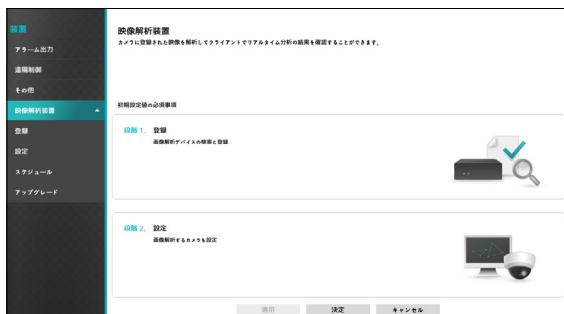 装置
アラーム出力
遠隔制御
その他
映像解析装置
登録
設定
スケジュール
アップグレード
映像解析装置
カメラに登録された映像を解析してクライアントでリアルタイム分析の結果を確認することができます。
初期設定値の必須事項
段階 1. 登録
画像解析デバイスの検索と登録
段階 2. 設定
画像解析するカメラを設定
適用
決定
キャンセル